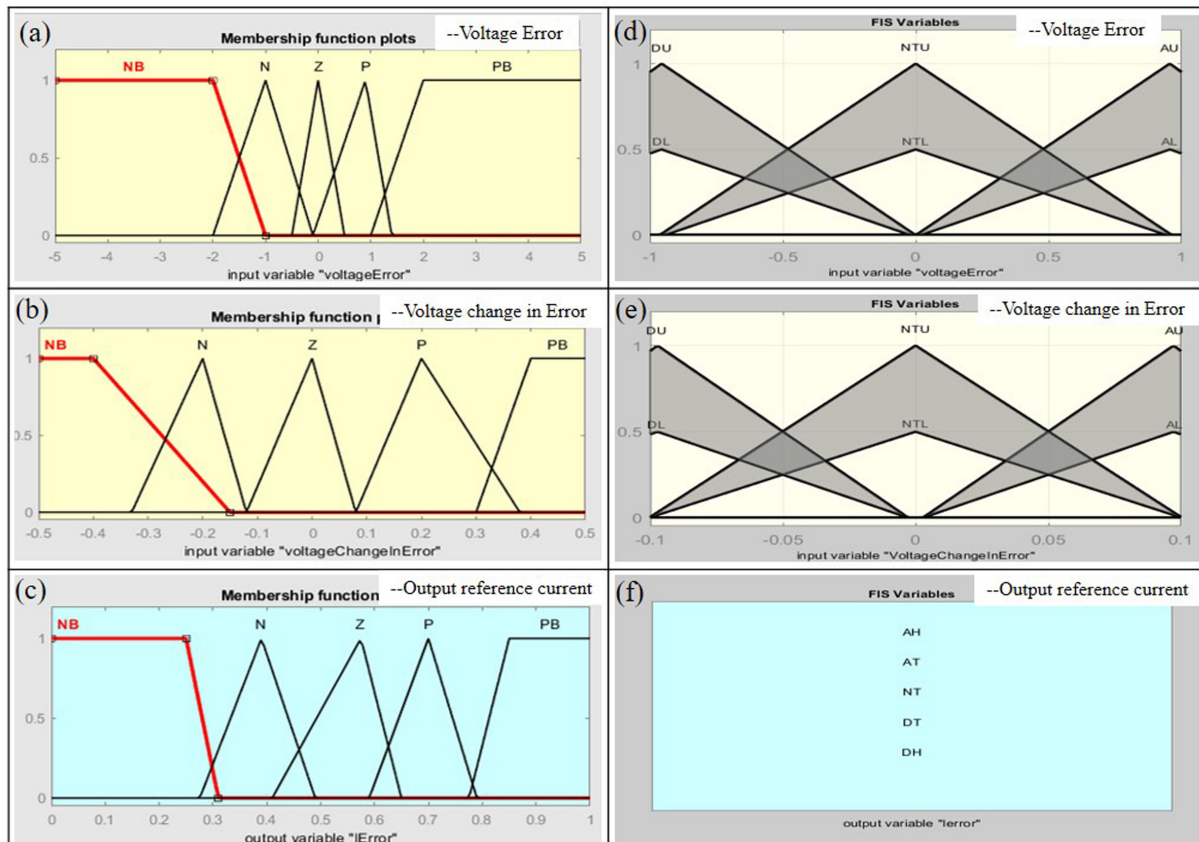 (a)
--Voltage Error
Membership function plots
NB
N
Z
P
PB
1
0.5
0
-5 -4 -3 -2 -1 0 1 2 3 4 5
input variable "voltageError"
(d)
--Voltage Error
FIS Variables
DU
NTU
AU
1
DL
NTL
AL
0.5
0
-1 -0.5 0 0.5 1
input variable "voltageError"
(b)
--Voltage change in Error
Membership function p
NB
N
Z
P
PB
1
0.5
0
-0.5 -0.4 -0.3 -0.2 -0.1 0 0.1 0.2 0.3 0.4 0.5
input variable "voltageChangeInError"
(e)
--Voltage change in Error
FIS Variables
DU
NTU
AU
1
DL
NTL
AL
0.5
0
-0.1 -0.05 0 0.05 0.1
input variable "VoltageChangeInError"
(c)
--Output reference current
Membership function
NB
N
Z
P
PB
1
0.5
0
0 0.1 0.2 0.3 0.4 0.5 0.6 0.7 0.8 0.9 1
output variable "IError"
(f)
--Output reference current
FIS Variables
AH
AT
NT
DT
DH
output variable "Ierror"